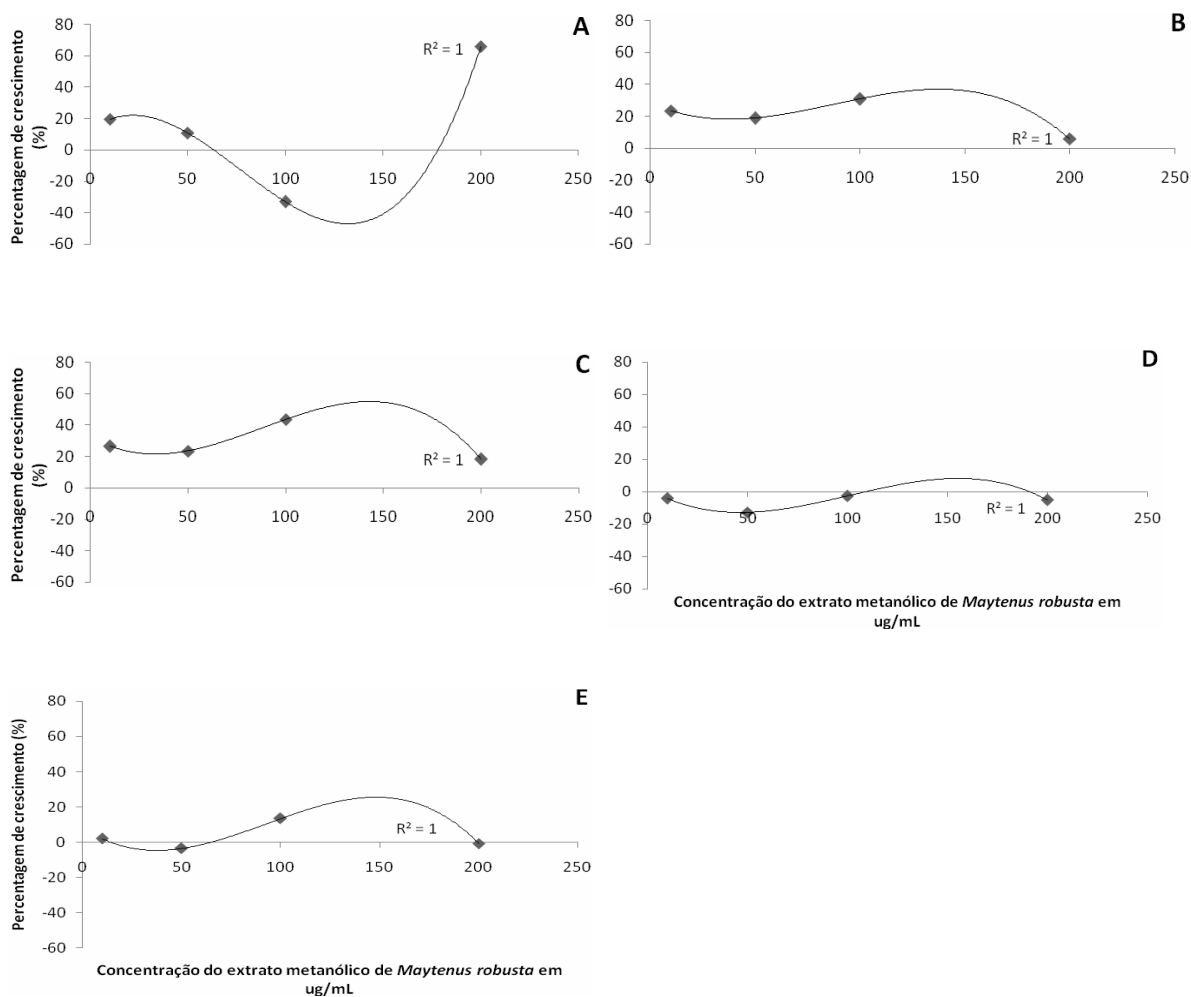 A
Percentagem de crescimento
(%)
80
60
40
20
0
-20
-40
-60
0 50 100 150 200 250
R² = 1
B
80
60
40
20
0
-20
-40
-60
0 50 100 150 200 250
R² = 1
C
Percentagem de crescimento
(%)
80
60
40
20
0
-20
-40
-60
0 50 100 150 200 250
R² = 1
D
80
60
40
20
0
-20
-40
-60
0 50 100 150 200 250
R² = 1
Concentração do extrato metanólico de Maytenus robusta em
ug/mL
E
Percentagem de crescimento (%)
80
60
40
20
0
-20
-40
-60
0 50 100 150 200 250
R² = 1
Concentração do extrato metanólico de Maytenus robusta em
ug/mL